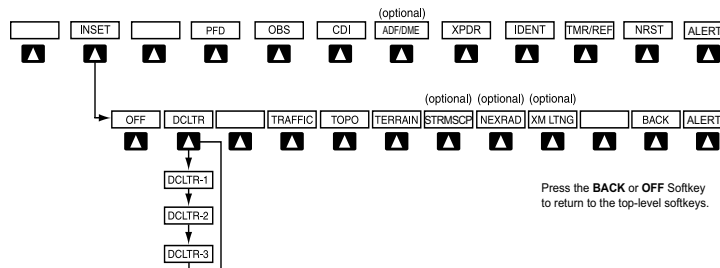 (optional)
INSET PFD OBS CDI ADF/DME XPDR IDENT TMR/REF NRST ALERT
(optional) (optional) (optional)
OFF DCLTR TRAFFIC TOPO TERRAIN STRMSCP NEXRAD XM LTNG BACK ALERT
DCLTR-1
Press the BACK or OFF Softkey
to return to the top-level softkeys.
DCLTR-2
DCLTR-3